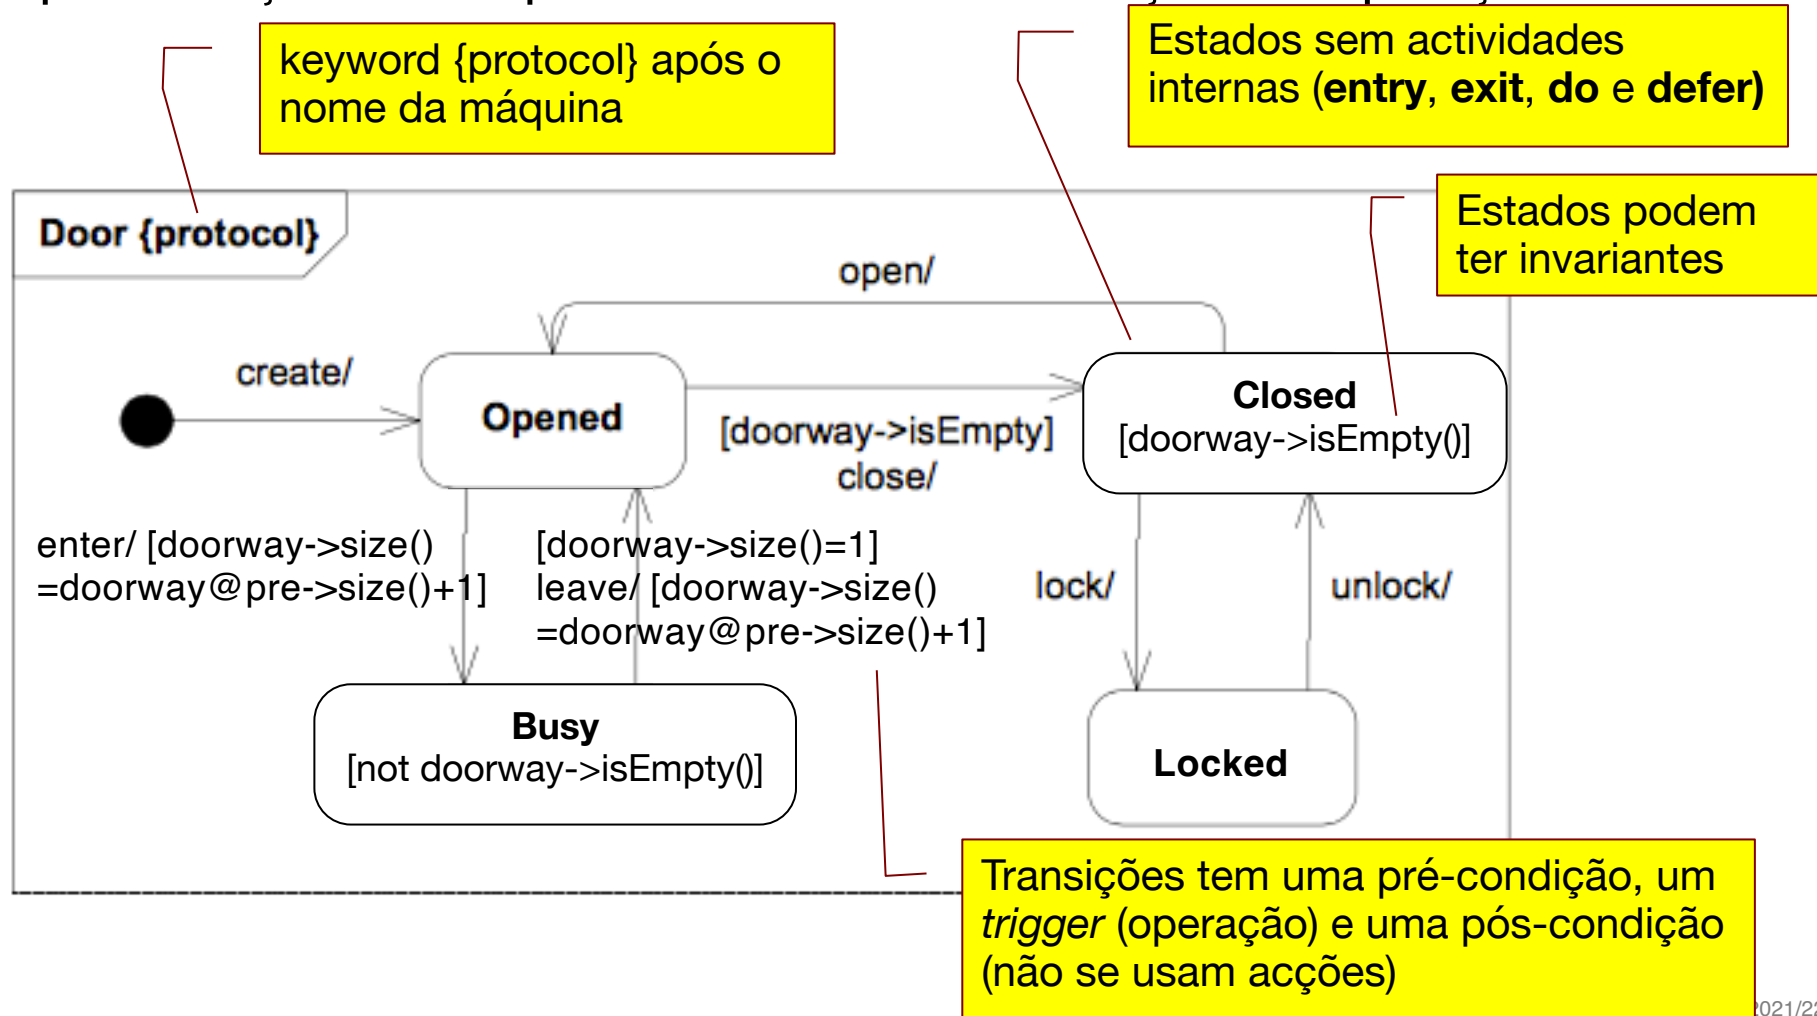 keyword {protocol} após o
nome da máquina
Estados sem actividades
internas (entry, exit, do e defer)
Estados podem
ter invariantes
Door {protocol}
open/
create/
Opened
[doorway->isEmpty]
close/
Closed
[doorway->isEmpty()]
enter/ [doorway->size()
=doorway@pre->size()+1]
[doorway->size()=1]
leave/ [doorway->size()
=doorway@pre->size()+1]
lock/
unlock/
Busy
[not doorway->isEmpty()]
Locked
Transições tem uma pré-condição, um
trigger (operação) e uma pós-condição
(não se usam acções)
2021/22